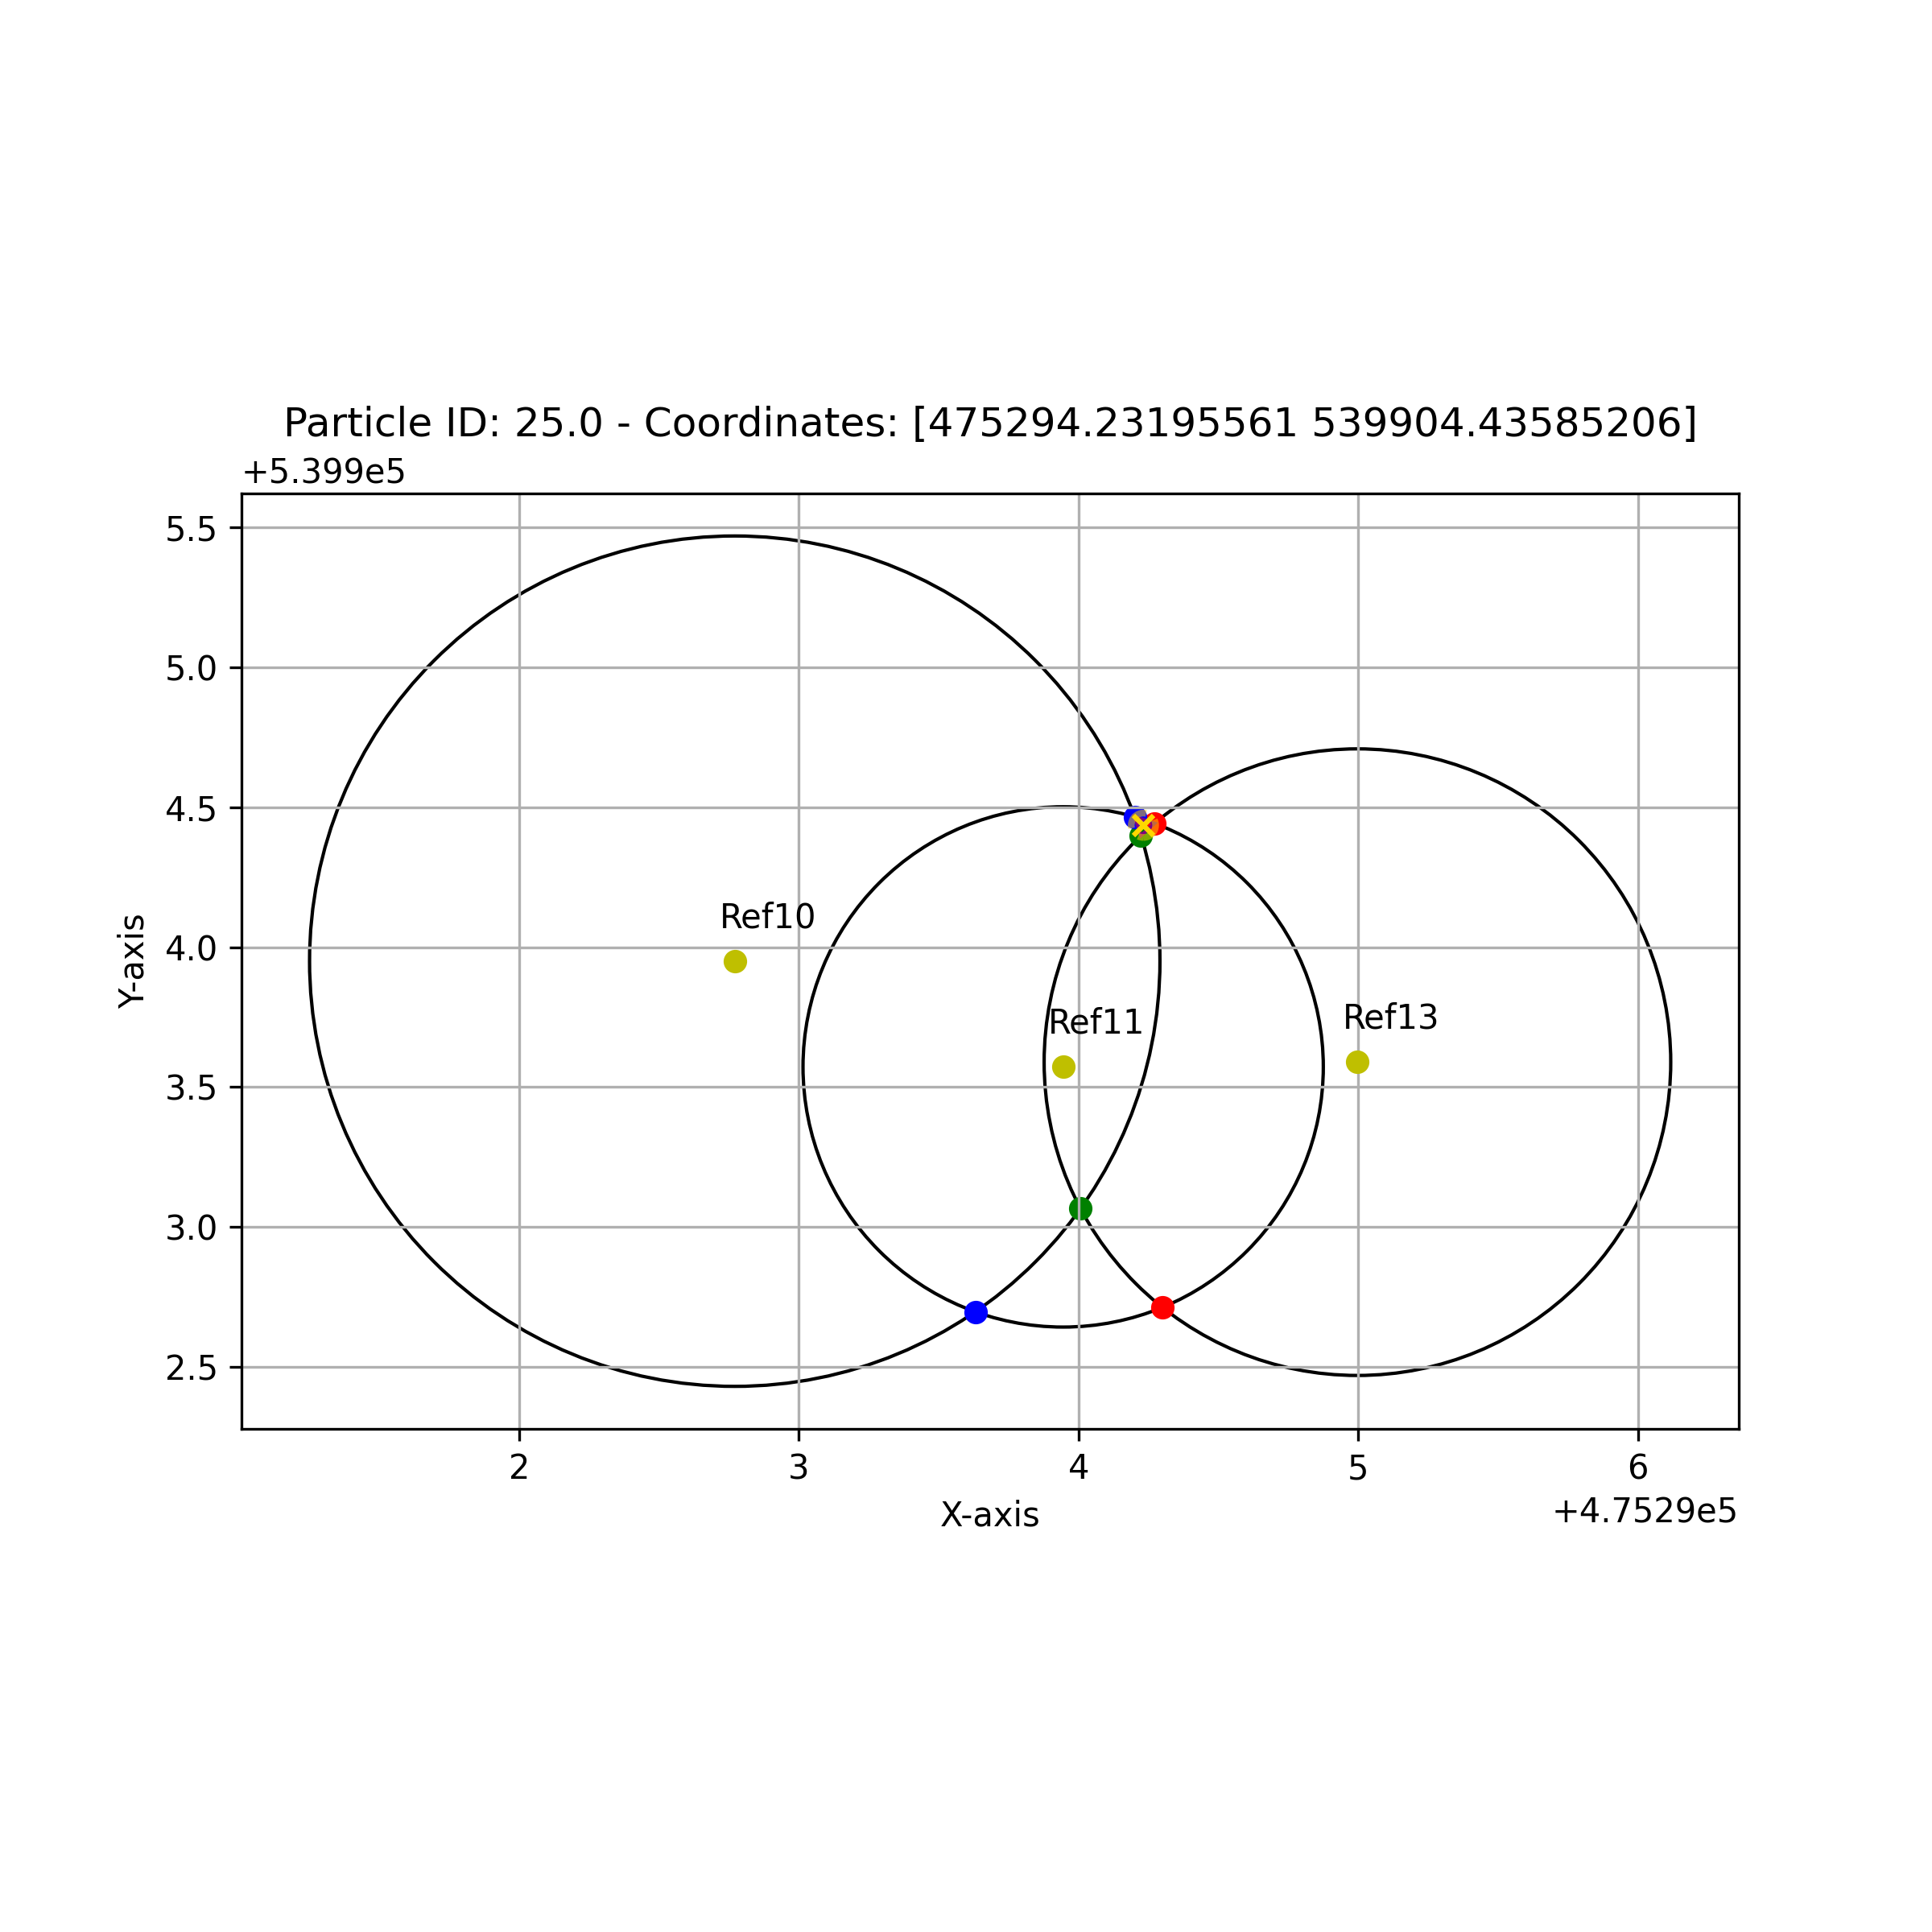 Particle ID: 25.0 - Coordinates: [475294.23195561 539904.43585206]
+5.399e5
5.5
5.0
4.5
4.0
3.5
3.0
2.5
Y-axis
Ref10
Ref11
Ref13
2 3 4 5 6
X-axis
+4.7529e5